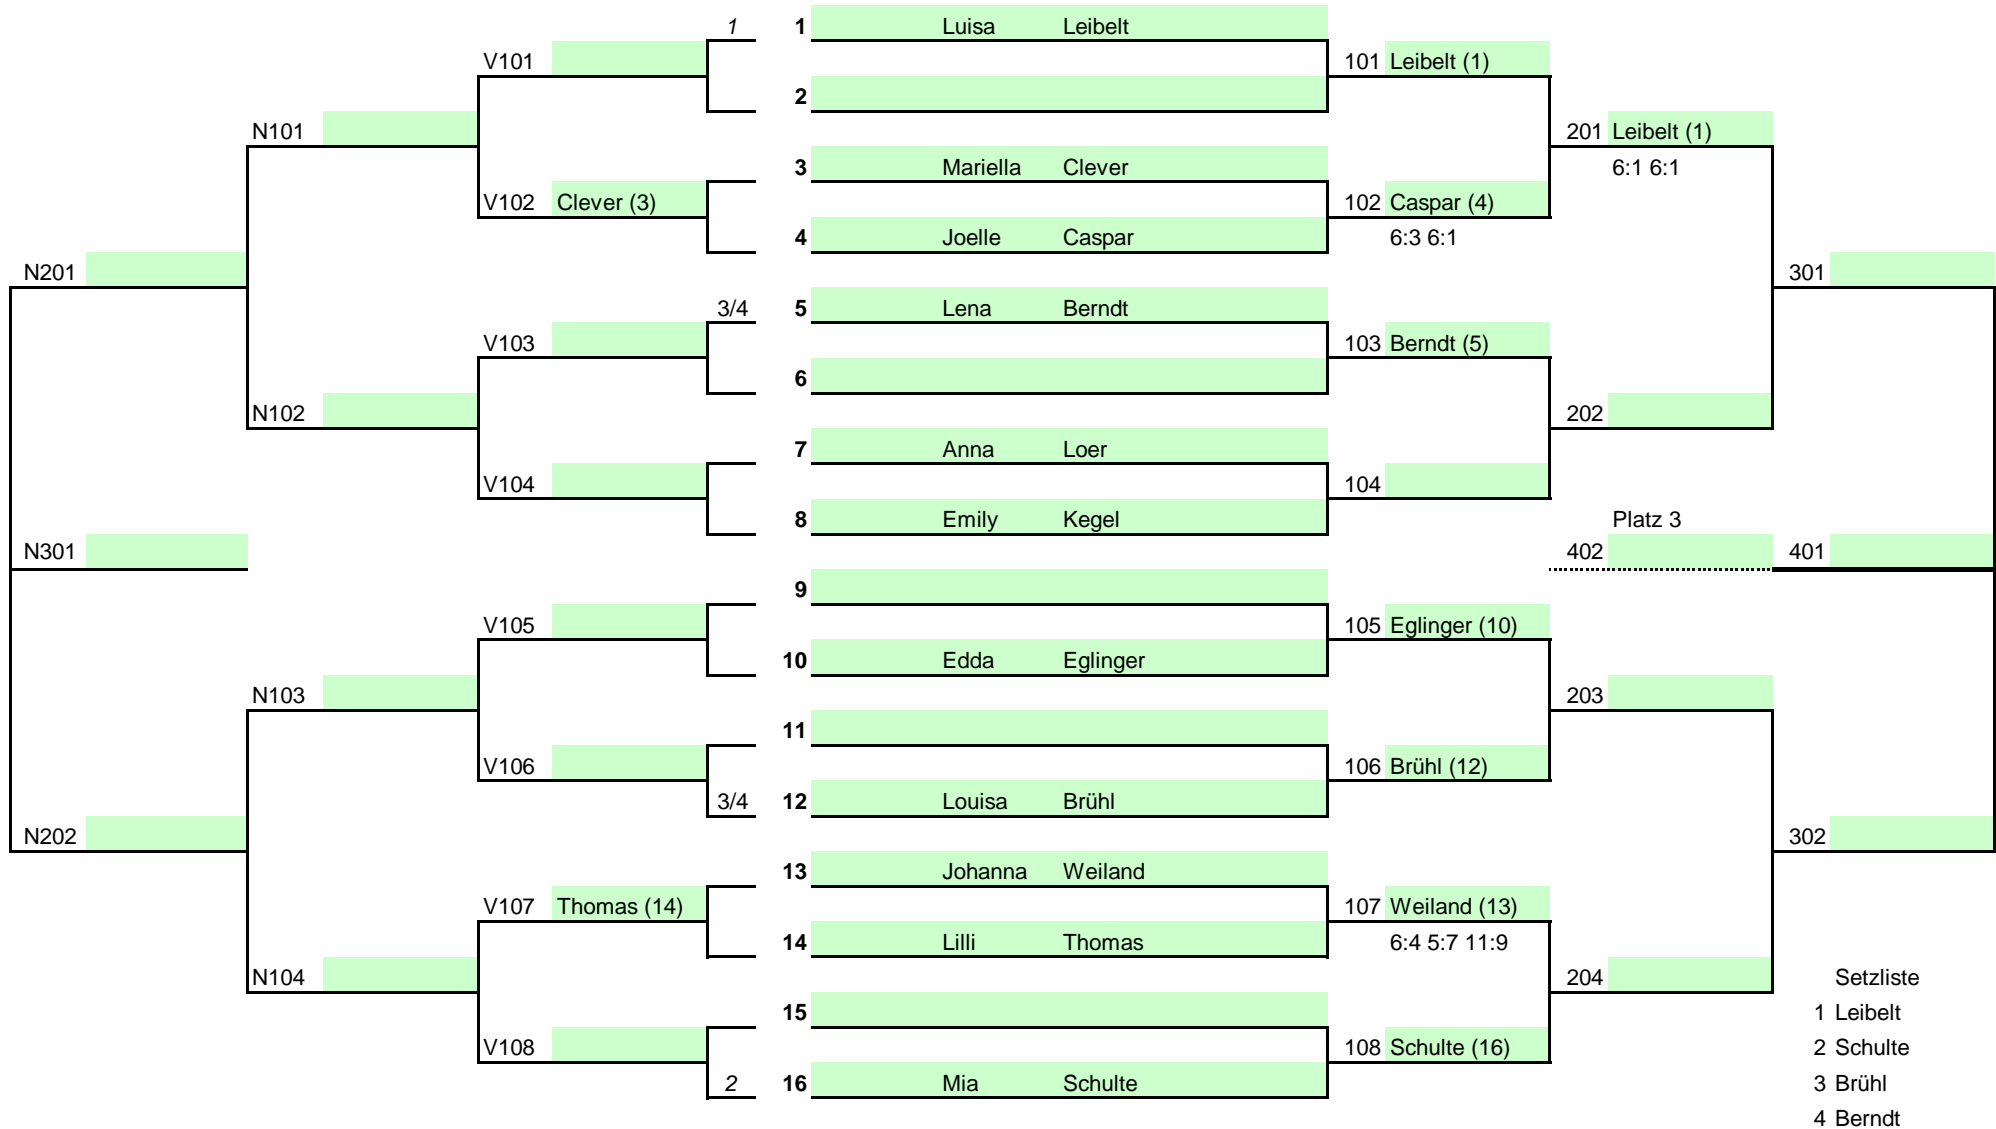 1 1 Luisa Leibelt
V101 101 Leibelt (1)
2
N101 201 Leibelt (1)
3 Mariella Clever 6:1 6:1
V102 Clever (3) 102 Caspar (4)
4 Joelle Caspar 6:3 6:1
N201 301
3/4 5 Lena Berndt
V103 103 Berndt (5)
6
N102 202
7 Anna Loer
V104 104
8 Emily Kegel Platz 3
N301 402 401
9
V105 105 Eglinger (10)
10 Edda Eglinger
N103 203
11
V106 106 Brühl (12)
3/4 12 Louisa Brühl
N202 302
13 Johanna Weiland
V107 Thomas (14) 107 Weiland (13)
14 Lilli Thomas 6:4 5:7 11:9
N104 204 Setzliste
15 1 Leibelt
V108 108 Schulte (16) 2 Schulte
2 16 Mia Schulte 3 Brühl
4 Berndt